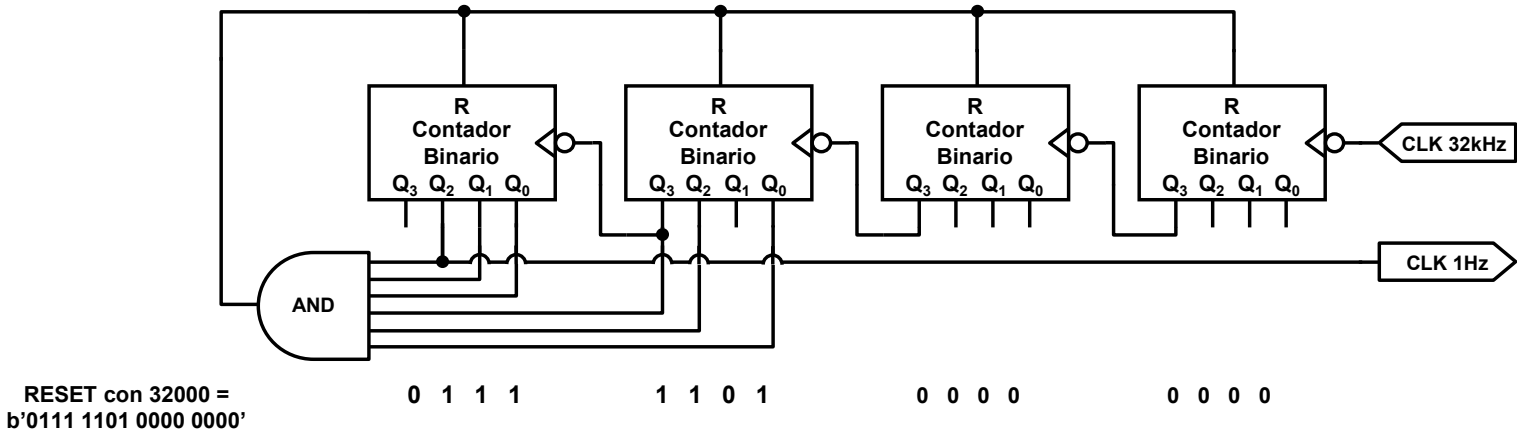 R R R R
Contador Contador Contador Contador
Binario Binario Binario Binario
CLK 32kHz
Q3 Q2 Q1 Q0 Q3 Q2 Q1 Q0 Q3 Q2 Q1 Q0 Q3 Q2 Q1 Q0
CLK 1Hz
AND
RESET con 32000 =
b'0111 1101 0000 0000'
0 1 1 1 1 1 0 1 0 0 0 0 0 0 0 0